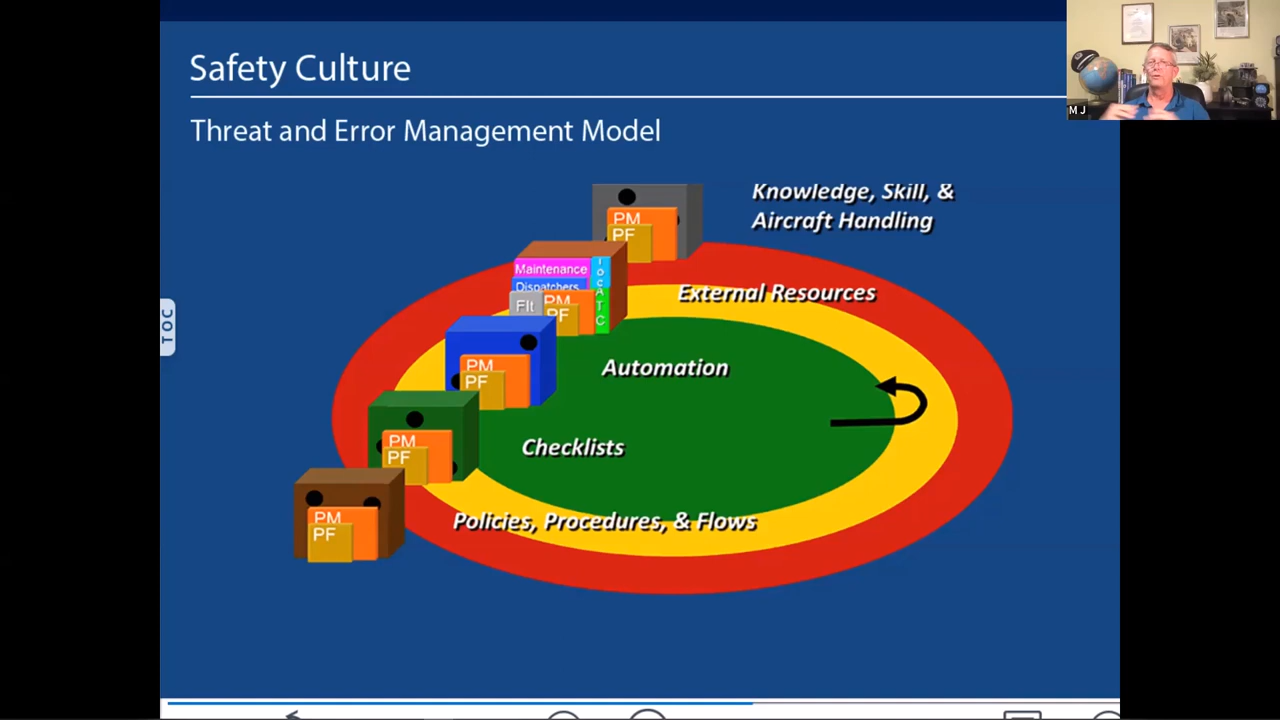 Safety Culture
M J
Threat and Error Management Model
PM
PF
Knowledge, Skill, &
Aircraft Handling
Maintenance
Dispatchers
Flt
PM
PF
ATC
External Resources
PM
PF
Automation
TOC
PM
PF
Checklists
PM
PF
Policies, Procedures, & Flows